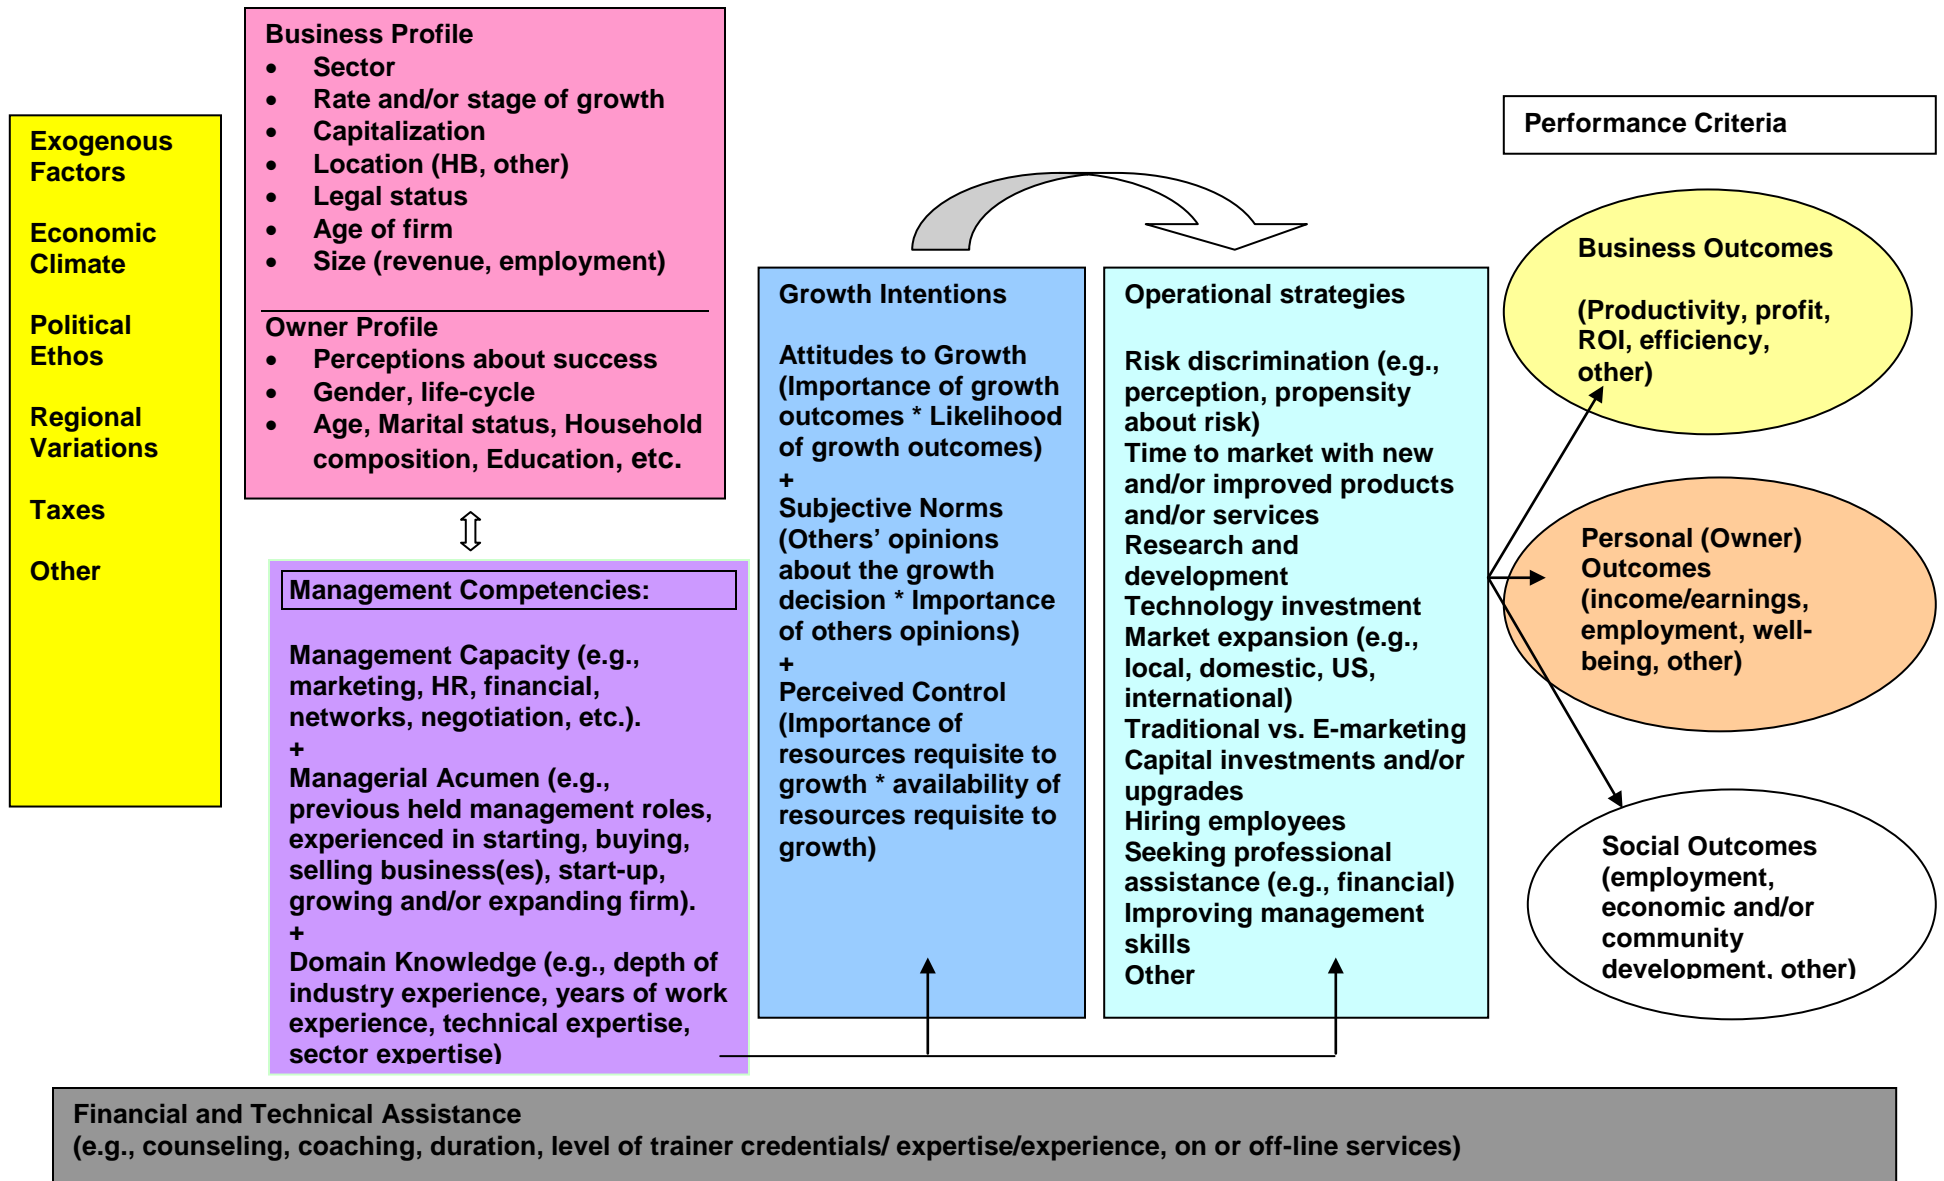 Exogenous
Factors
Economic
Climate
Political
Ethos
Regional
Variations
Taxes
Other
Business Profile
• Sector
• Rate and/or stage of growth
• Capitalization
• Location (HB, other)
• Legal status
• Age of firm
• Size (revenue, employment)
Owner Profile
• Perceptions about success
• Gender, life-cycle
• Age, Marital status, Household
composition, Education, etc.
Management Competencies:
Management Capacity (e.g.,
marketing, HR, financial,
networks, negotiation, etc.).
+
Managerial Acumen (e.g.,
previous held management roles,
experienced in starting, buying,
selling business(es), start-up,
growing and/or expanding firm).
+
Domain Knowledge (e.g., depth of
industry experience, years of work
experience, technical expertise,
sector expertise)
Growth Intentions
Attitudes to Growth
(Importance of growth
outcomes * Likelihood
of growth outcomes)
+
Subjective Norms
(Others’ opinions
about the growth
decision * Importance
of others opinions)
+
Perceived Control
(Importance of
resources requisite to
growth * availability of
resources requisite to
growth)
Operational strategies
Risk discrimination (e.g.,
perception, propensity
about risk)
Time to market with new
and/or improved products
and/or services
Research and
development
Technology investment
Market expansion (e.g.,
local, domestic, US,
international)
Traditional vs. E-marketing
Capital investments and/or
upgrades
Hiring employees
Seeking professional
assistance (e.g., financial)
Improving management
skills
Other
Performance Criteria
Business Outcomes
(Productivity, profit,
ROI, efficiency,
other)
Personal (Owner)
Outcomes
(income/earnings,
employment, well-
being, other)
Social Outcomes
(employment,
economic and/or
community
development, other)
Financial and Technical Assistance
(e.g., counseling, coaching, duration, level of trainer credentials/ expertise/experience, on or off-line services)